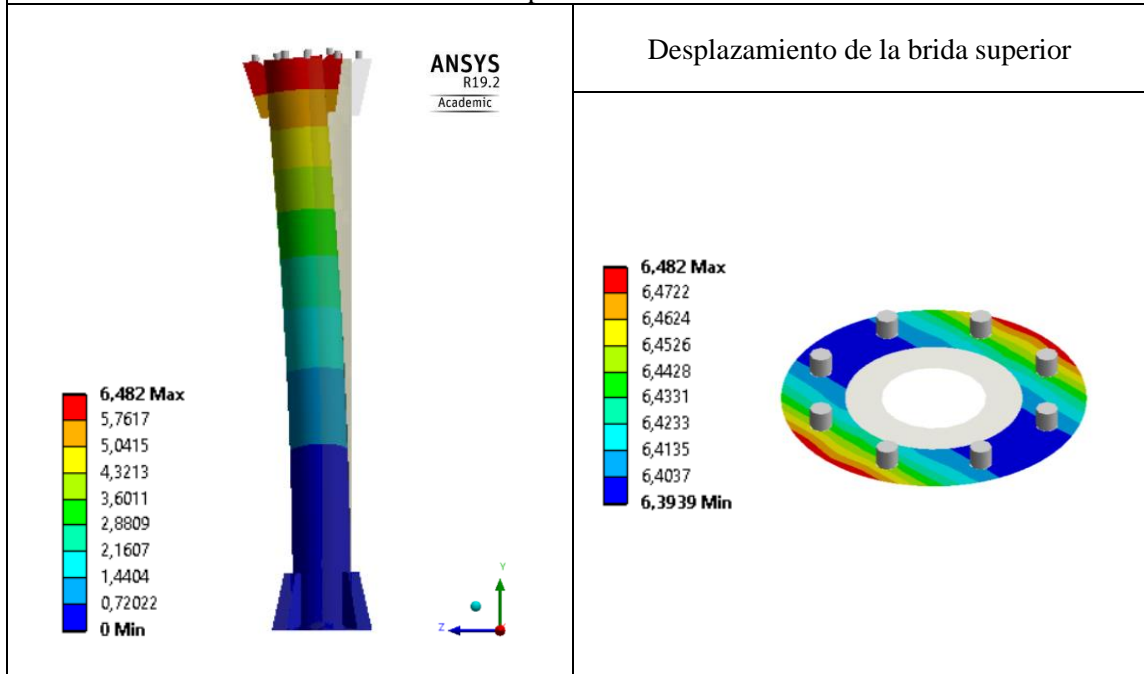 ANSYS
R19.2
Academic
6,482 Max
5,7617
5,0415
4,3213
3,6011
2,8809
2,1607
1,4404
0,72022
0 Min
Y
Z
Desplazamiento de la brida superior
6,482 Max
6,4722
6,4624
6,4526
6,4428
6,4331
6,4233
6,4135
6,4037
6,3939 Min